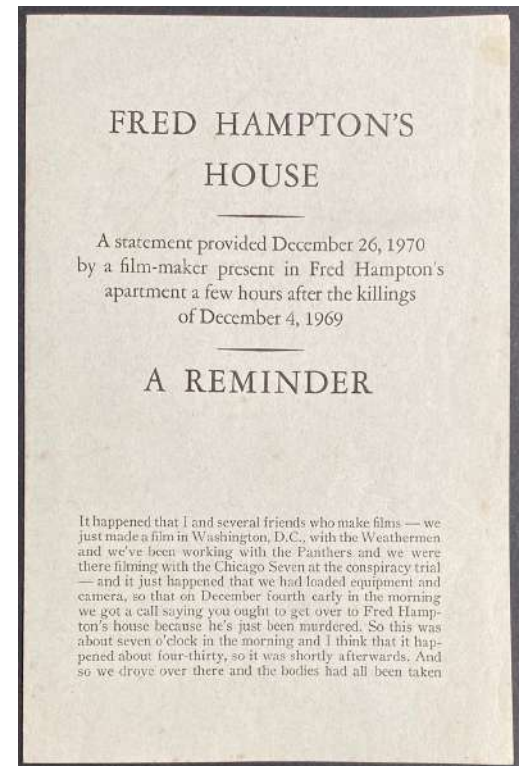 FRED HAMPTON'S
HOUSE
A statement provided December 26, 1970
by a film-maker present in Fred Hampton's
apartment a few hours after the killings
of December 4, 1969
A REMINDER
It happened that I and several friends who make films — we
just made a film in Washington, D.C., with the Weathermen
and we've been working with the Panthers and we were
there filming with the Chicago Seven at the conspiracy trial
— and it just happened that we had loaded equipment and
camera, so that on December fourth early in the morning
we got a call saying you ought to get over to Fred Hamp-
ton's house because he's just been murdered. So this was
about seven o'clock in the morning and I think that it hap-
pened about four-thirty, so it was shortly afterwards. And
so we drove over there and the bodies had all been taken